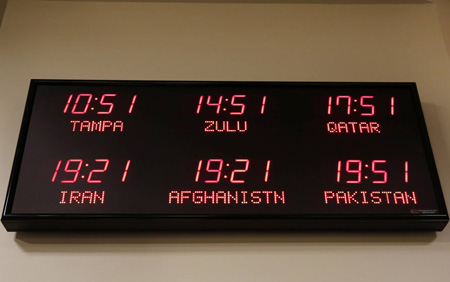 10:51 14:51 17:51
TAMPA ZULU QATAR
19:21 19:21 19:51
IRAN AFGHANISTN PAKISTAN